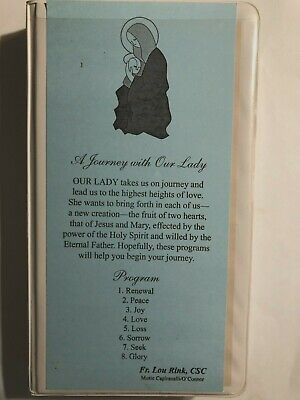 A Journey with Our Lady
OUR LADY takes us on journey and
lead us to the highest heights of love.
She wants to bring forth in each of us—
a new creation—the fruit of two hearts,
that of Jesus and Mary, effected by the
power of the Holy Spirit and willed by the
Eternal Father. Hopefully, these programs
will help you begin your journey.
Program
1. Renewal
2. Peace
3. Joy
4. Love
5. Loss
6. Sorrow
7. Seek
8. Glory
Fr. Lou Rink, CSC
Music Capiranelli/O'Connor